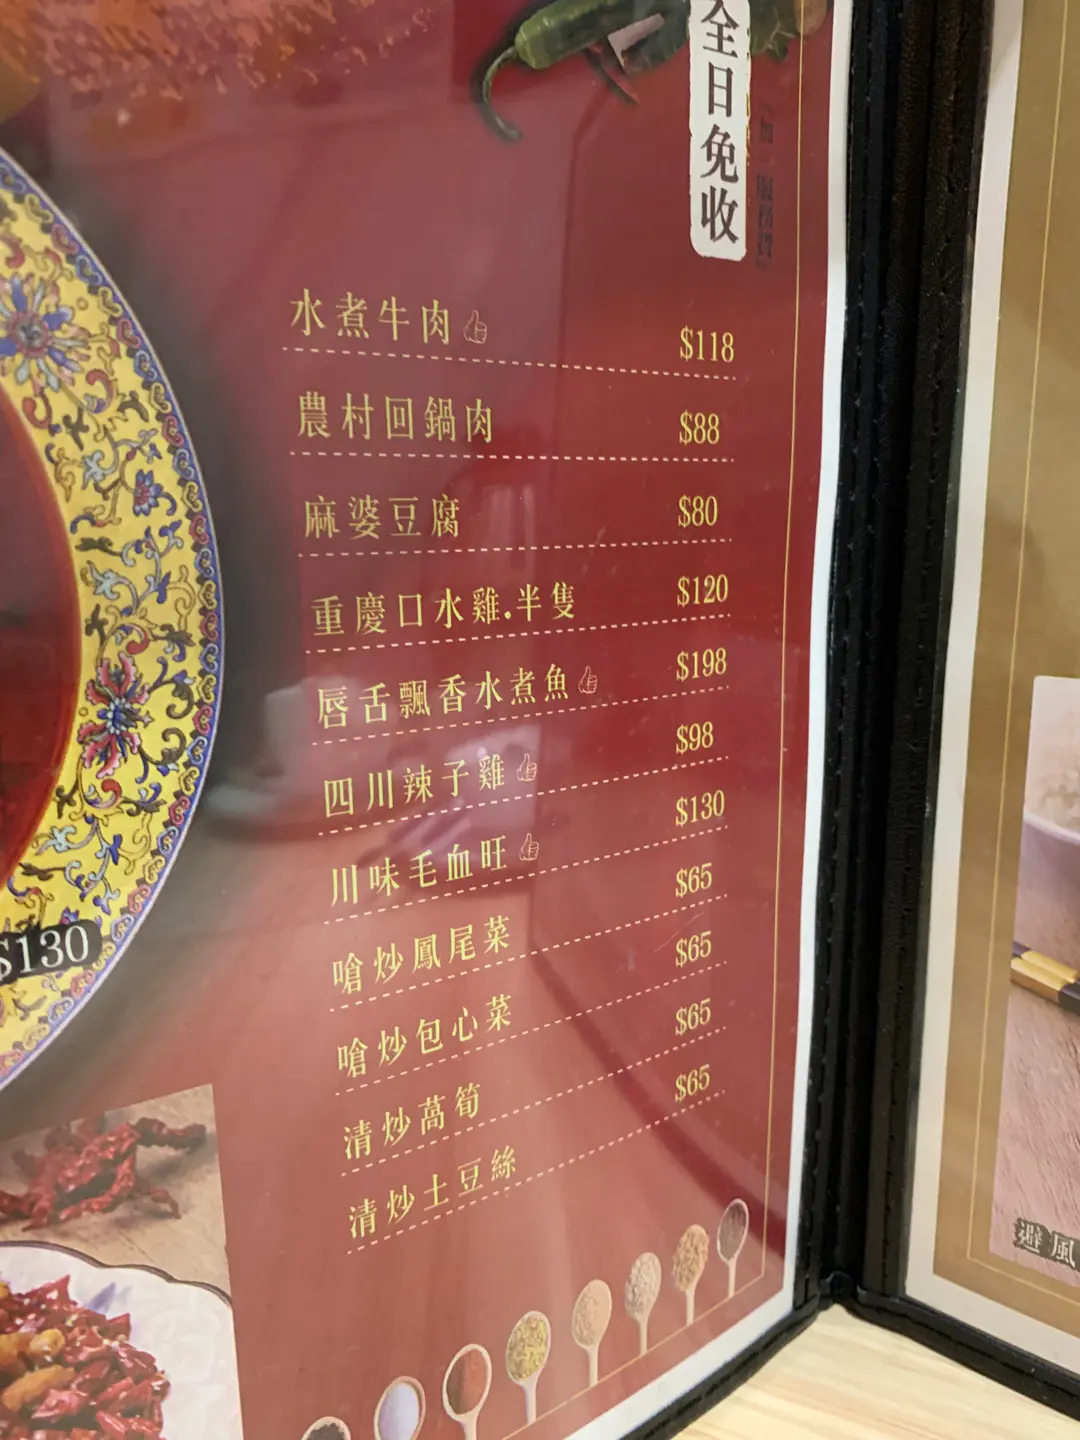 全日免收
加一服務費
水煮牛肉 $118
農村回鍋肉 $88
麻婆豆腐 $80
重慶口水雞.半隻 $120
唇舌飄香水煮魚 $198
四川辣子雞 $98
川味毛血旺 $130
嗆炒鳳尾菜 $65
嗆炒包心菜 $65
清炒萵筍 $65
清炒土豆絲 $65
$130
避風